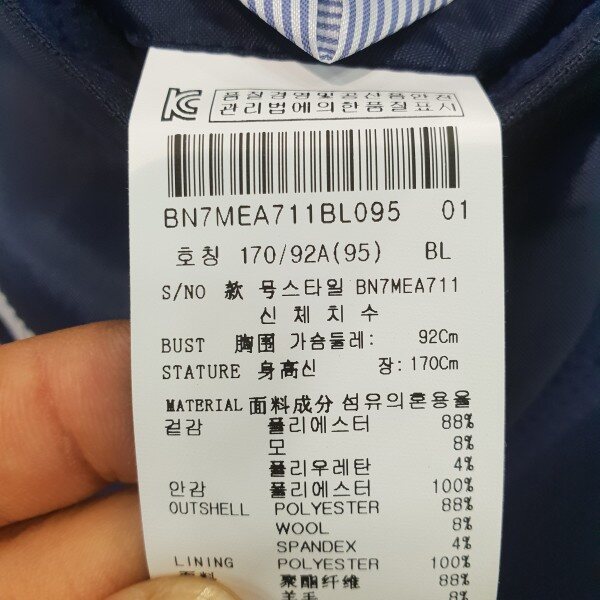 KC 품질경영및공산품안전
관리법에의한품질표시
BN7MEA711BL095 01
호칭 170/92A(95) BL
S/NO 款 号스타일 BN7MEA711
신 체 치 수
BUST 胸围 가슴둘레: 92Cm
STATURE 身高신 장: 170Cm
MATERIAL 面料成分 섬유의혼용율
겉감 폴리에스터 88%
모 8%
폴리우레탄 4%
안감 폴리에스터 100%
OUTSHELL POLYESTER 88%
WOOL 8%
SPANDEX 4%
LINING POLYESTER 100%
面料 聚酯纤维 88%
羊毛 8%